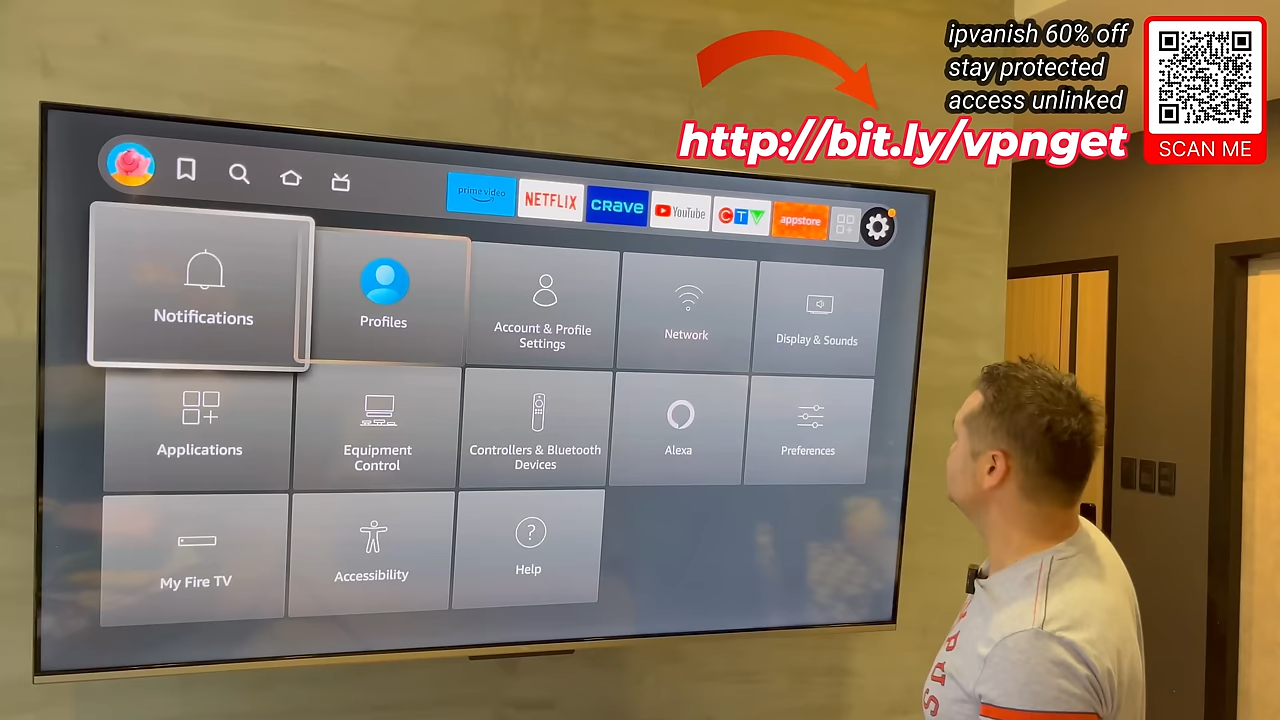 ipvanish 60% off
stay protected
access unlinked
http://bit.ly/vpnget
SCAN ME
prime video
NETFLIX
CRAVE
YouTube
CTV
appstore
Notifications
Profiles
Account & Profile
Settings
Network
Display & Sounds
Applications
Equipment
Control
Controllers & Bluetooth
Devices
Alexa
Preferences
My Fire TV
Accessibility
?
Help